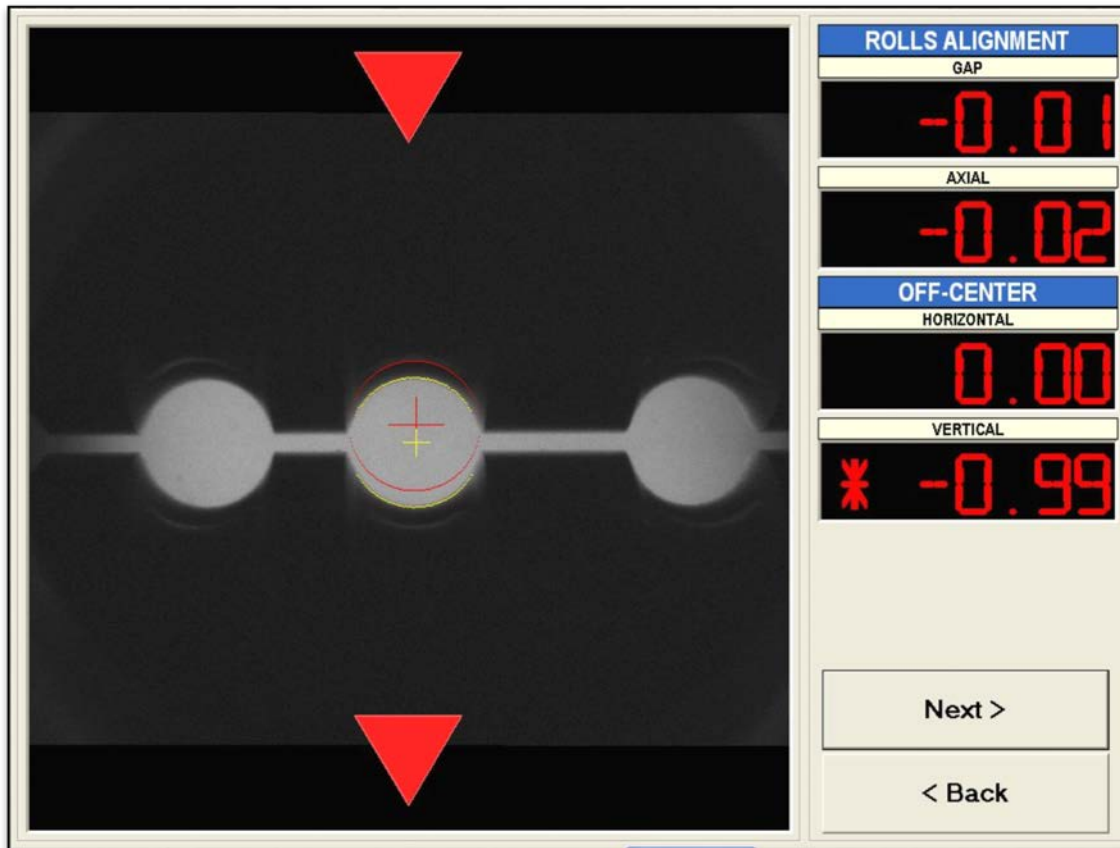 ROLLS ALIGNMENT
GAP
-0.01
AXIAL
-0.02
OFF-CENTER
HORIZONTAL
0.00
VERTICAL
* -0.99
Next >
< Back